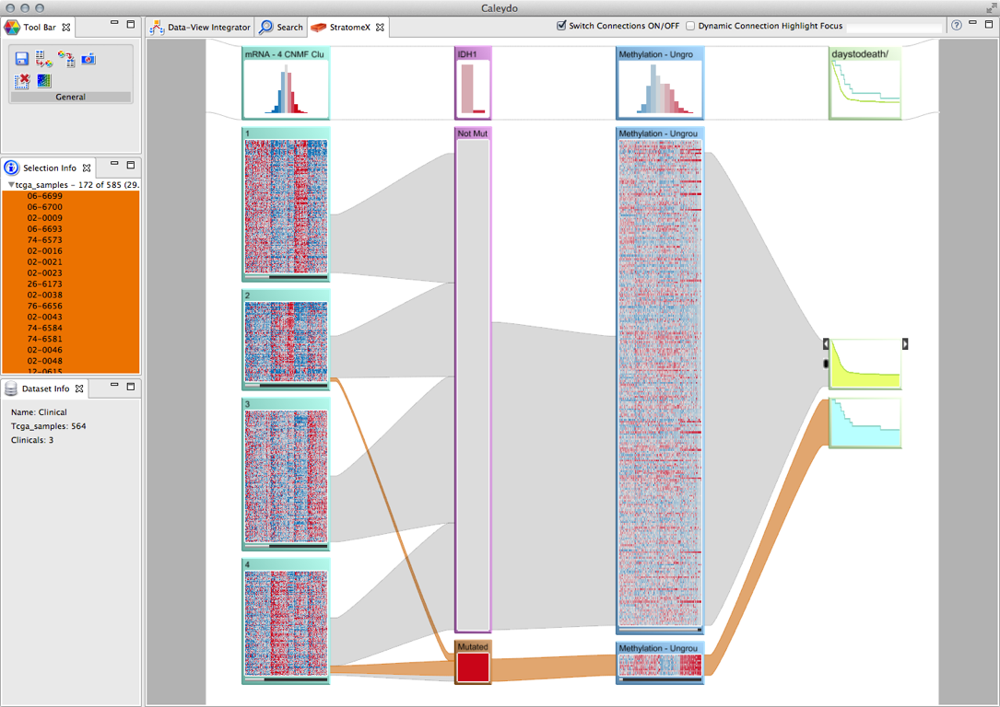 Caleydo
Tool Bar
General
Selection Info
tcga_samples - 172 of 585 (29.
06-6699
06-6700
02-0009
06-6693
74-6573
02-0016
02-0021
02-0023
26-6173
02-0038
76-6656
02-0043
74-6584
74-6581
02-0046
02-0048
12-0615
Dataset Info
Name: Clinical
Tcga_samples: 564
Clinicals: 3
Data-View Integrator
Search
StratomeX
Switch Connections ON/OFF
Dynamic Connection Highlight Focus
?
mRNA - 4 CNMF Clu
IDH1
Methylation - Ungro
daystodeath/
1
Not Mut
Methylation - Ungrou
2
3
4
Mutated
Methylation - Ungrou